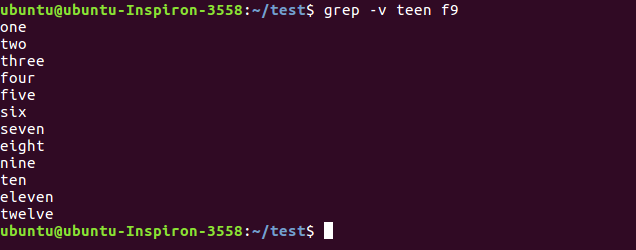 ubuntu@ubuntu-Inspiron-3558:~/test$ grep -v teen f9
one
two
three
four
five
six
seven
eight
nine
ten
eleven
twelve
ubuntu@ubuntu-Inspiron-3558:~/test$